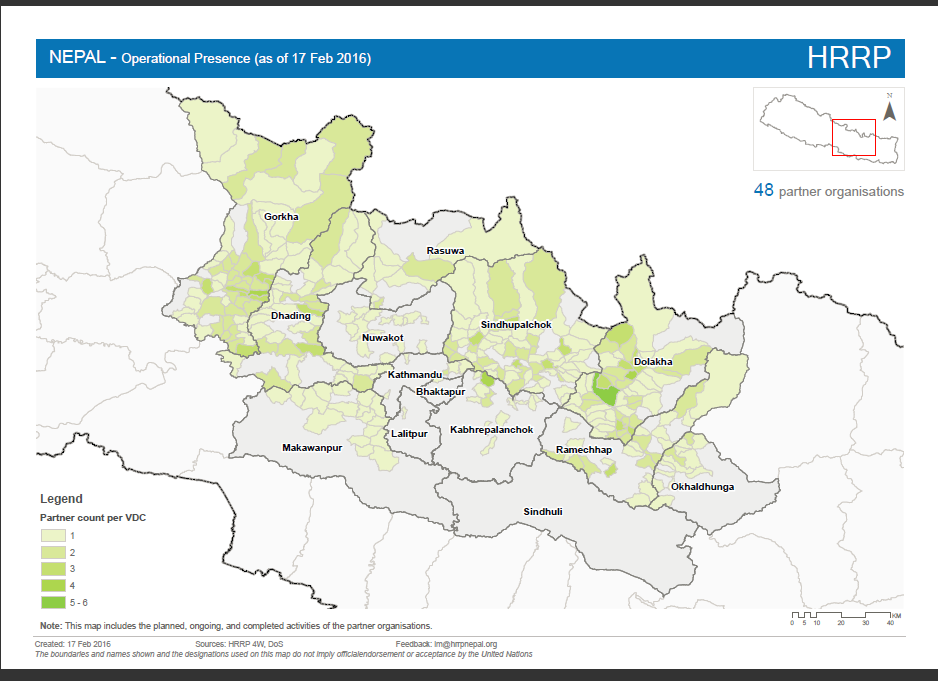 NEPAL - Operational Presence (as of 17 Feb 2016)
HRRP
N
48 partner organisations
Gorkha
Rasuwa
Dhading
Sindhupalchok
Nuwakot
Dolakha
Kathmandu
Bhaktapur
Lalitpur
Kabhrepalanchok
Makawanpur
Ramechhap
Okhaldhunga
Sindhuli
Legend
Partner count per VDC
1
2
3
4
5 - 6
KM
0 5 10 20 30 40
Note: This map includes the planned, ongoing, and completed activities of the partner organisations.
Created: 17 Feb 2016 Sources: HRRP 4W, DoS Feedback: im@hrrpnepal.org
The boundaries and names shown and the designations used on this map do not imply officialendorsement or acceptance by the United Nations